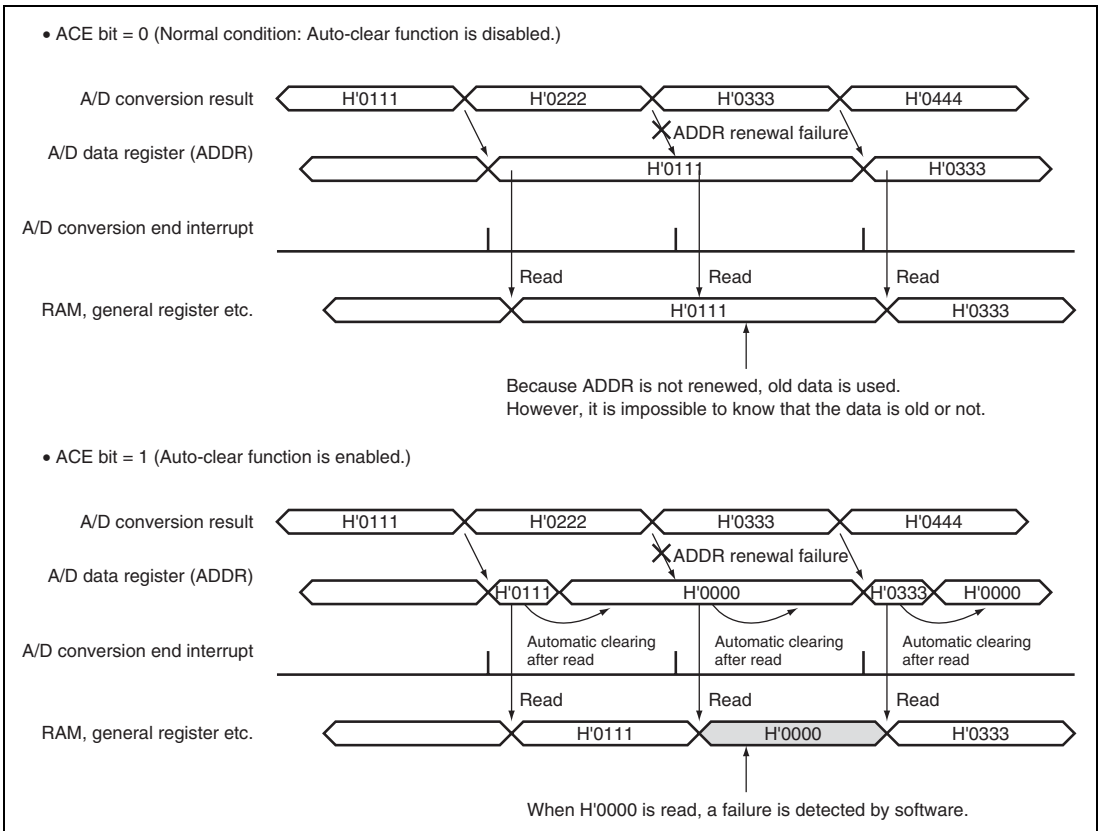 • ACE bit = 0 (Normal condition: Auto-clear function is disabled.)
A/D conversion result
H'0111
H'0222
H'0333
H'0444
ADDR renewal failure
A/D data register (ADDR)
H'0111
H'0333
A/D conversion end interrupt
Read
Read
Read
RAM, general register etc.
H'0111
H'0333
Because ADDR is not renewed, old data is used.
However, it is impossible to know that the data is old or not.
• ACE bit = 1 (Auto-clear function is enabled.)
A/D conversion result
H'0111
H'0222
H'0333
H'0444
ADDR renewal failure
A/D data register (ADDR)
H'0111
H'0000
H'0333
H'0000
Automatic clearing
after read
Automatic clearing
after read
Automatic clearing
after read
A/D conversion end interrupt
Read
Read
Read
RAM, general register etc.
H'0111
H'0000
H'0333
When H'0000 is read, a failure is detected by software.